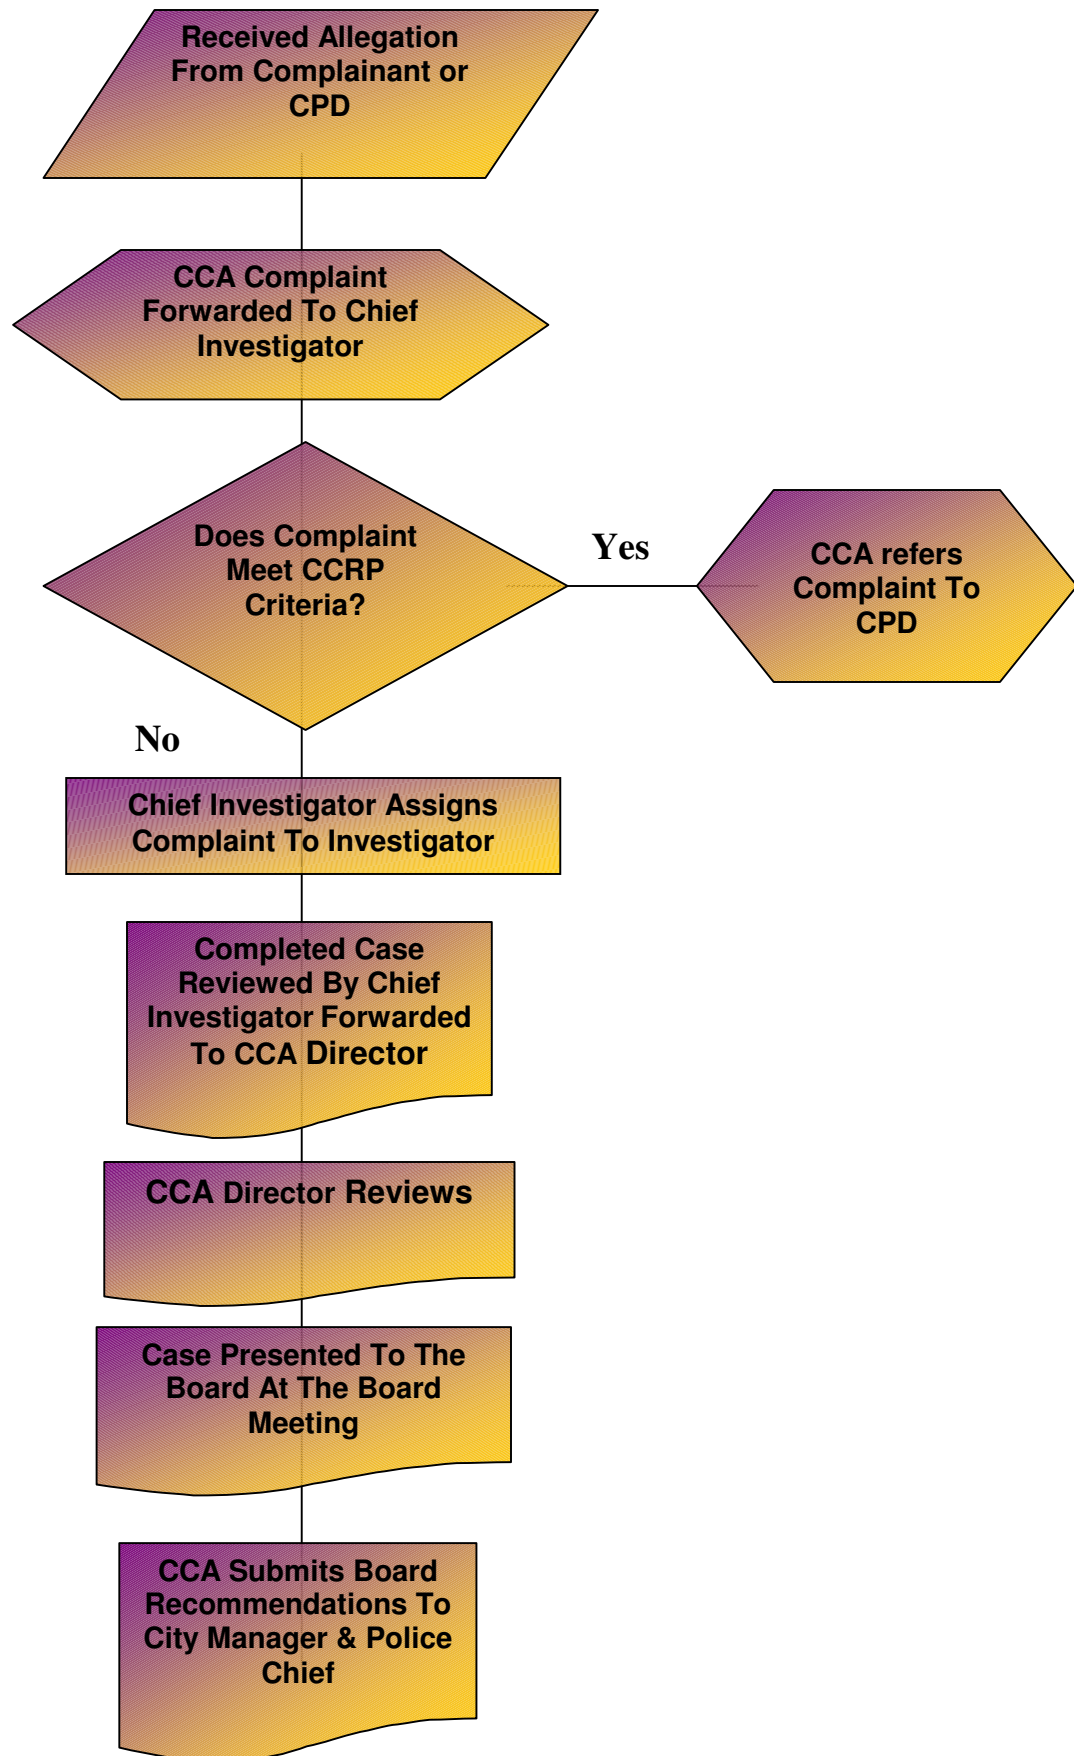 Received Allegation
From Complainant or
CPD
CCA Complaint
Forwarded To Chief
Investigator
Does Complaint
Meet CCRP
Criteria?
Yes
CCA refers
Complaint To
CPD
No
Chief Investigator Assigns
Complaint To Investigator
Completed Case
Reviewed By Chief
Investigator Forwarded
To CCA Director
CCA Director Reviews
Case Presented To The
Board At The Board
Meeting
CCA Submits Board
Recommendations To
City Manager & Police
Chief